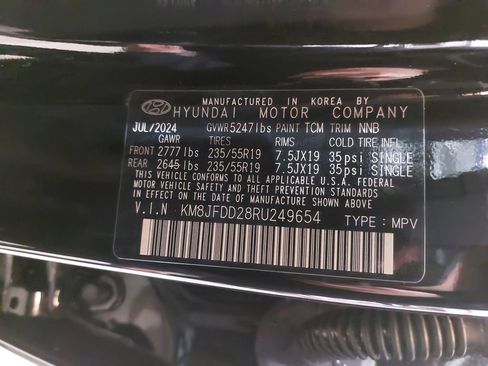 MANUFACTURED IN KOREA BY
HYUNDAI MOTOR COMPANY
JUL/2024 GVWR 5247lbs PAINT TCM TRIM NNB
GAWR TIRES RIMS COLD TIRE INFL.
FRONT 2777lbs 235/55R19 7.5JX19 35psi SINGLE
REAR 2645lbs 235/55R19 7.5JX19 35psi SINGLE
THIS VEHICLE CONFORMS TO ALL APPLICABLE U.S.A. FEDERAL
MOTOR VEHICLE SAFETY BUMPER, AND THEFT PREVENTION STANDARDS
IN EFFECT ON THE DATE OF MANUFACTURE SHOWN ABOVE.
V.I.N KM8JFDD28RU249654 TYPE : MPV